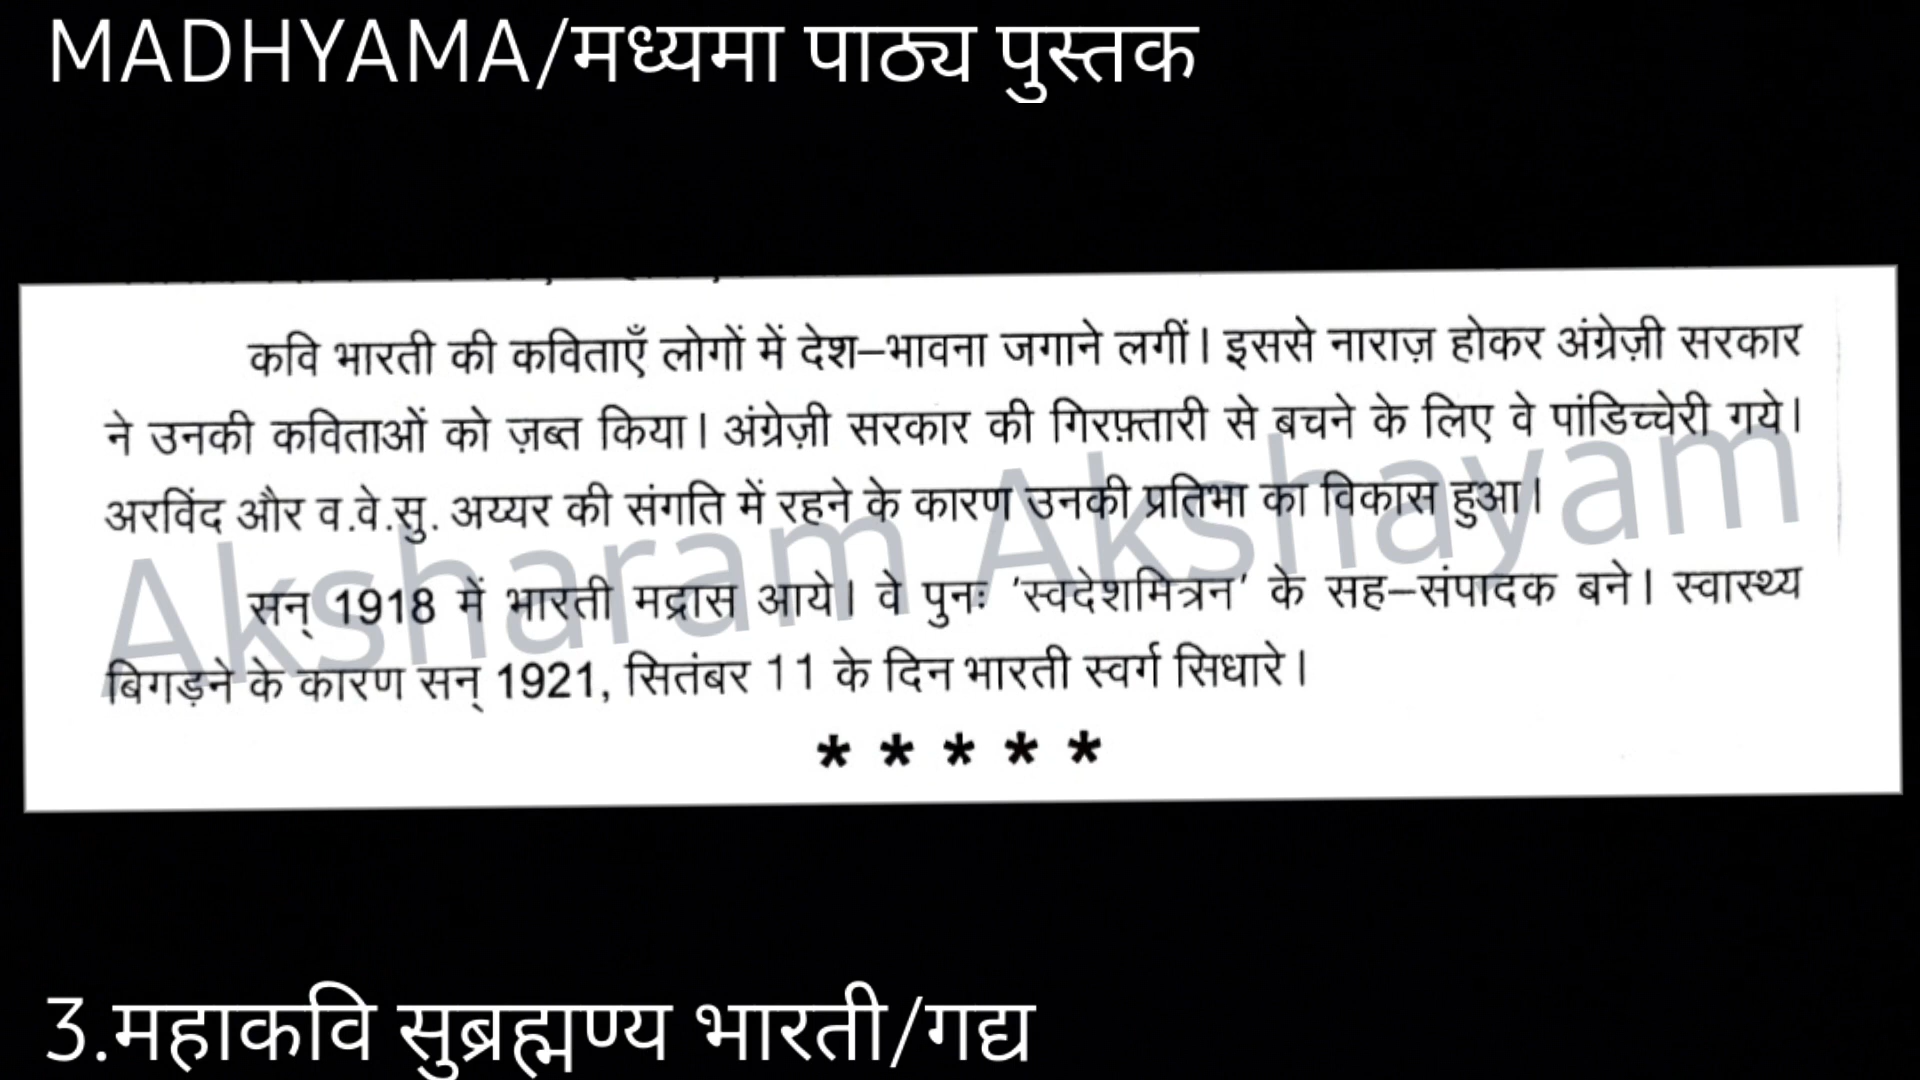 MADHYAMA/मध्यमा पाठ्य पुस्तक
कवि भारती की कविताएँ लोगों में देश–भावना जगाने लगीं। इससे नाराज़ होकर अंग्रेज़ी सरकार
ने उनकी कविताओं को ज़ब्त किया। अंग्रेज़ी सरकार की गिरफ़्तारी से बचने के लिए वे पांडिच्चेरी गये।
अरविंद और व.वे.सु. अय्यर की संगति में रहने के कारण उनकी प्रतिभा का विकास हुआ।
सन् 1918 में भारती मद्रास आये। वे पुनः 'स्वदेशमित्रन' के सह–संपादक बने। स्वास्थ्य
बिगड़ने के कारण सन् 1921, सितंबर 11 के दिन भारती स्वर्ग सिधारे।
* * * * *
Aksharam Akshayam
3.महाकवि सुब्रह्मण्य भारती/गद्य